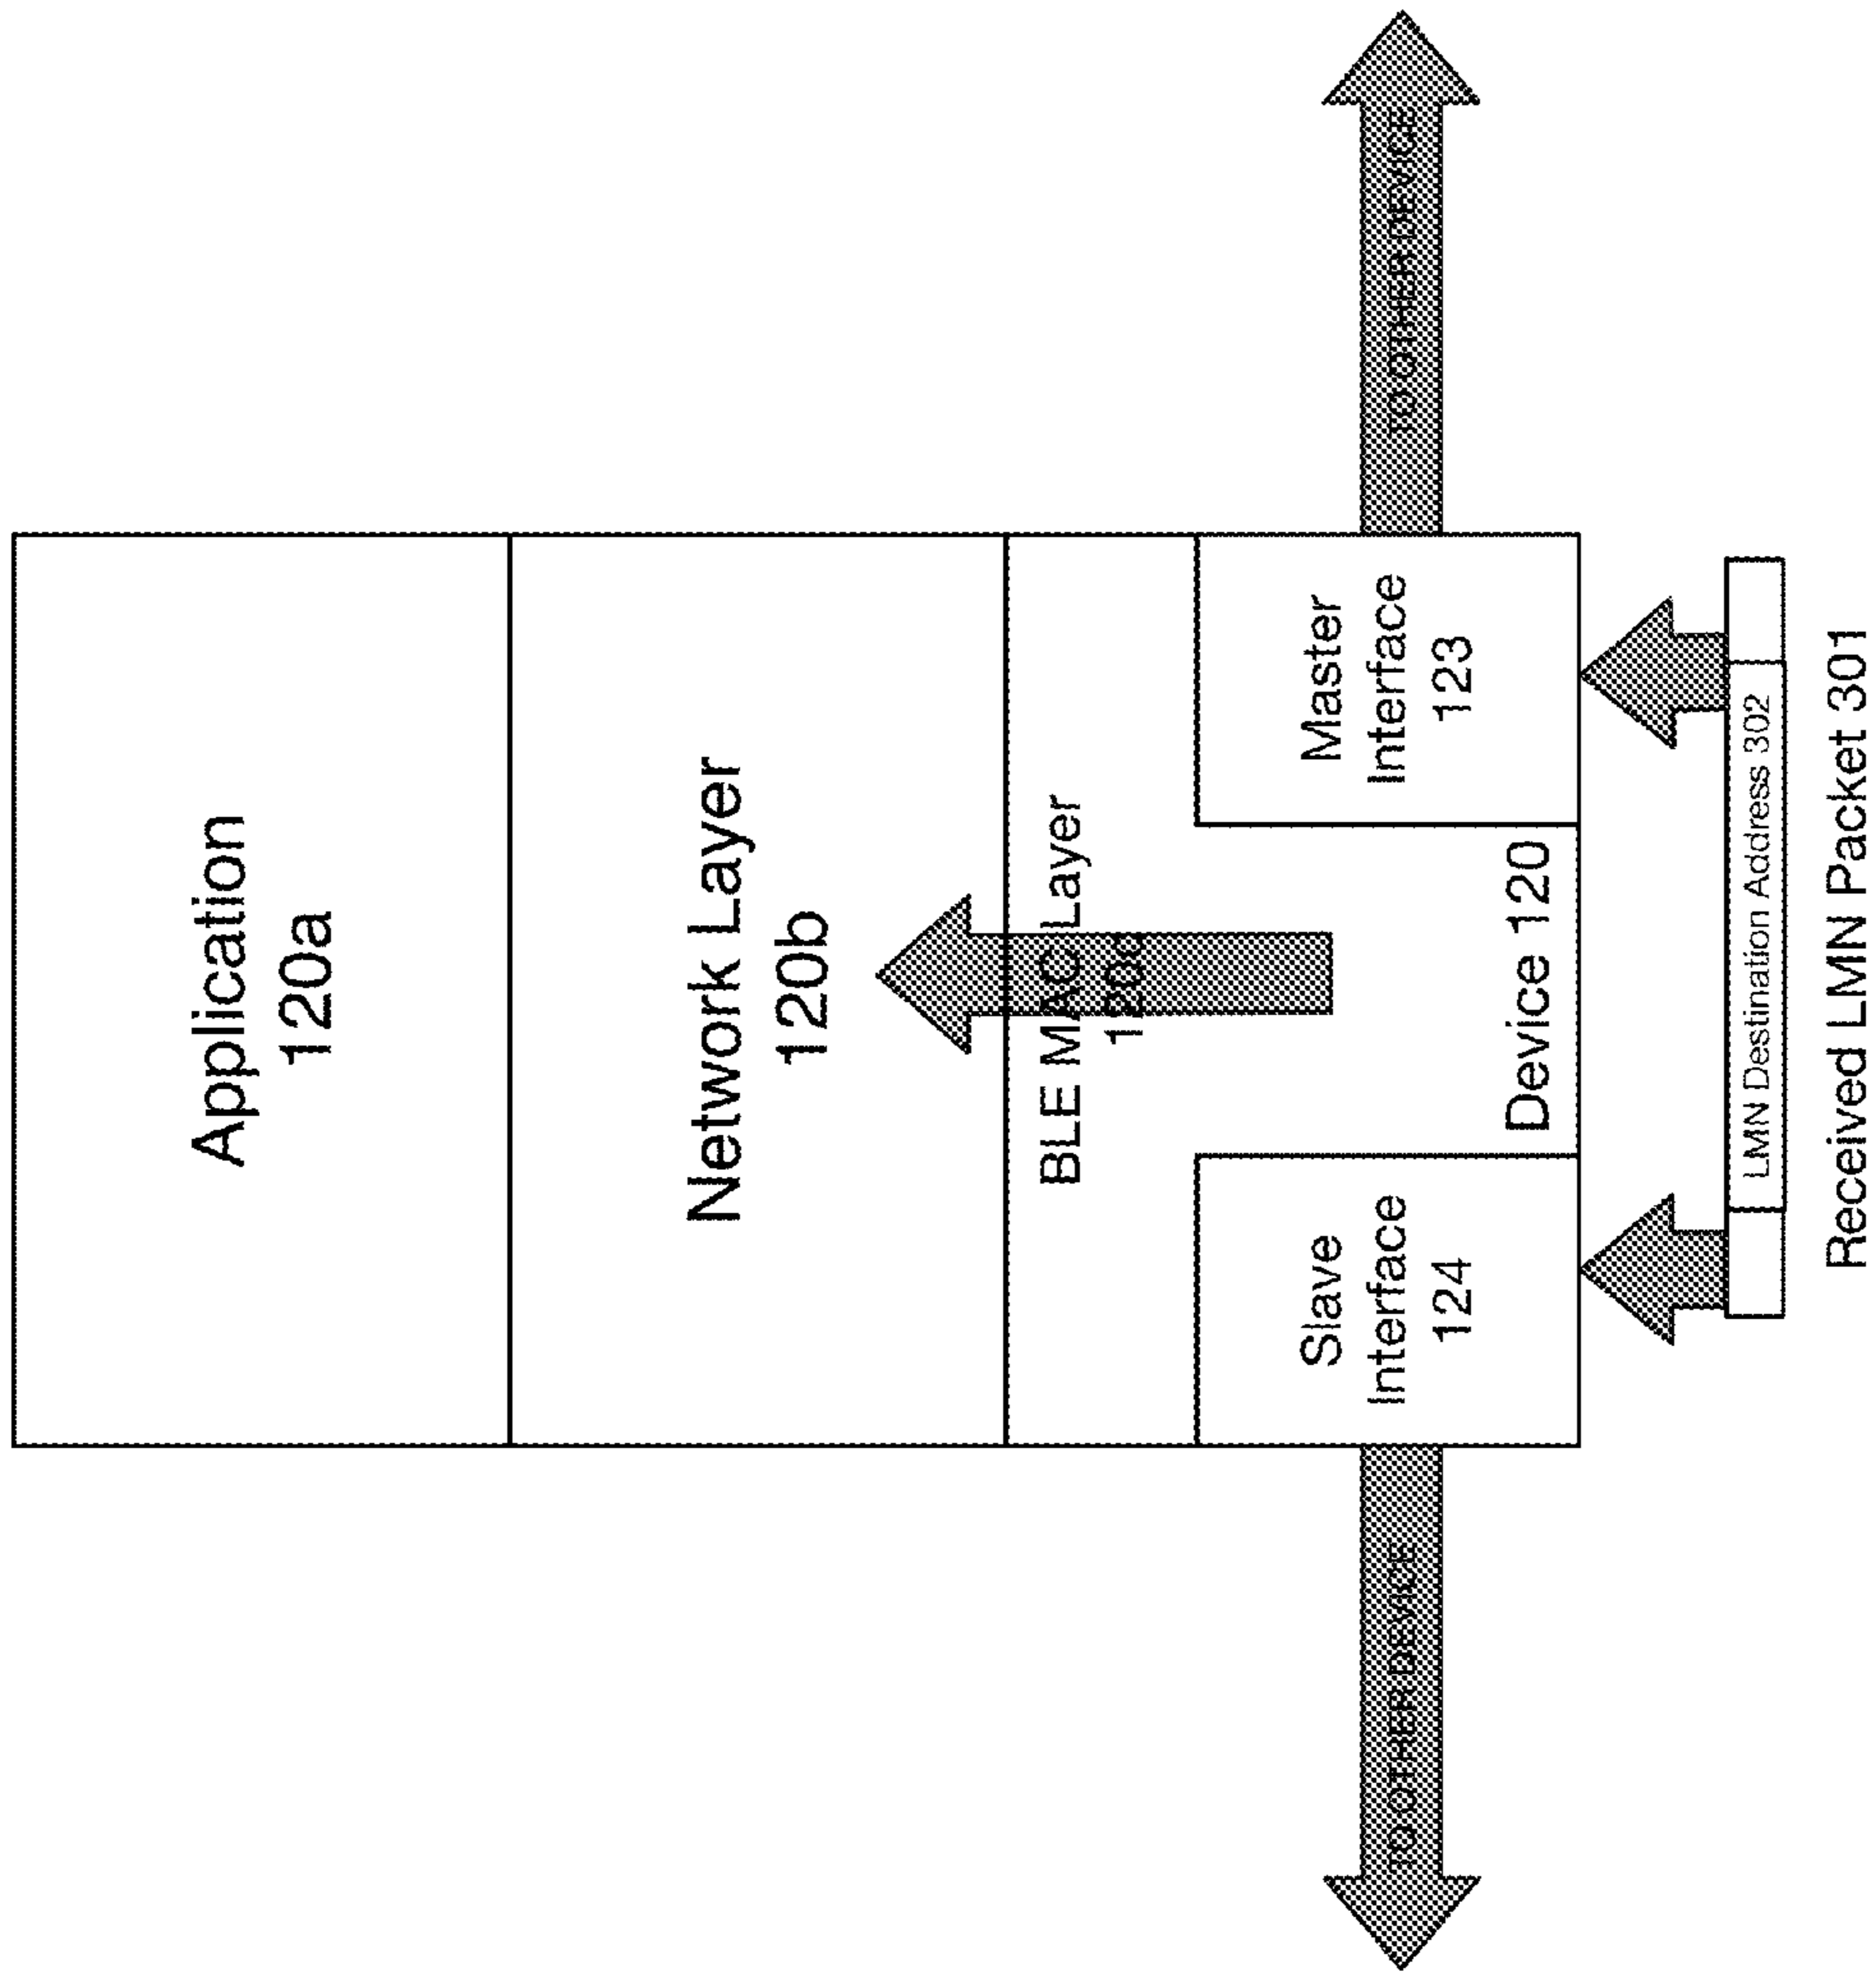 Application
120a
Network Layer
120b
BLE MAC Layer
120c
Slave
Interface
124
Master
Interface
123
TO OTHER DEVICE
TO OTHER DEVICE
Device 120
LMN Destination Address 302
Received LMN Packet 301